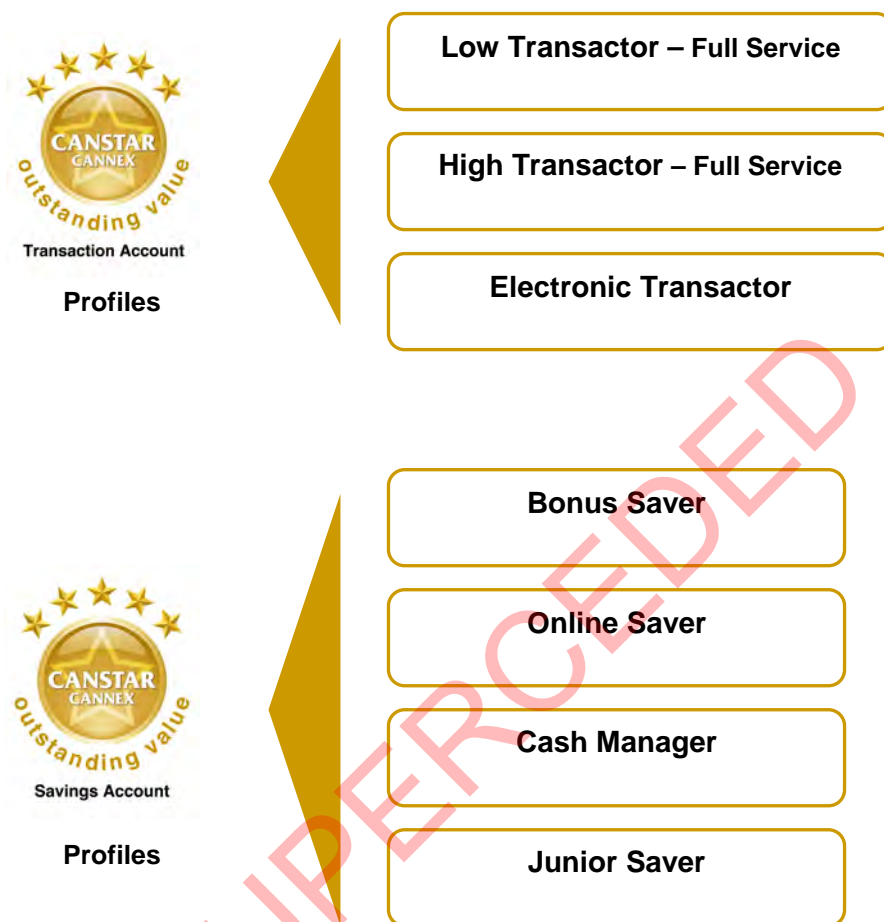 CANSTAR
CANNEX
outstanding value
Transaction Account
Profiles
Low Transactor – Full Service
High Transactor – Full Service
Electronic Transactor
CANSTAR
CANNEX
outstanding value
Savings Account
Profiles
Bonus Saver
Online Saver
Cash Manager
Junior Saver
UPERCEDED